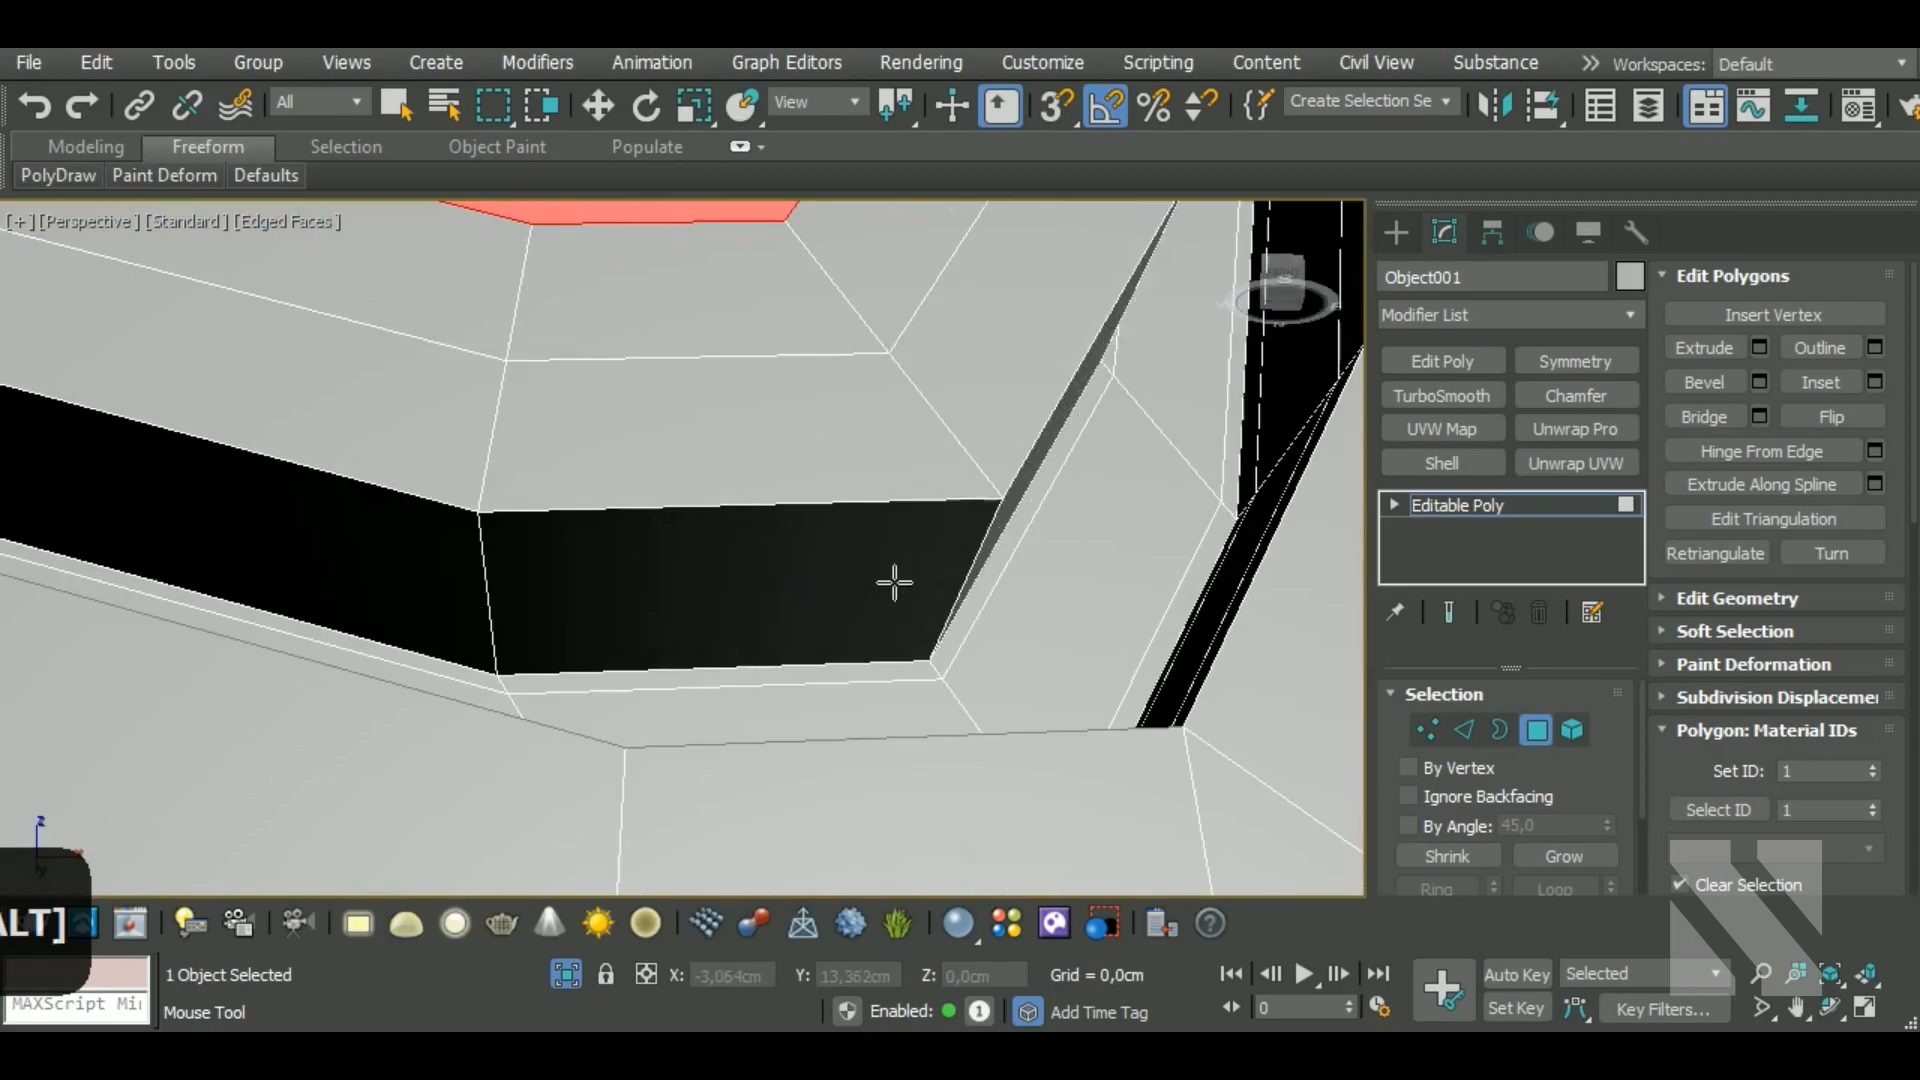 File Edit Tools Group Views Create Modifiers Animation Graph Editors Rendering Customize Scripting Content Civil View Substance Workspaces: Default
All View 3 Create Selection Se
Modeling Freeform Selection Object Paint Populate
PolyDraw Paint Deform Defaults
[+] [Perspective] [Standard] [Edged Faces]
Object001
Modifier List
Edit Poly Symmetry
TurboSmooth Chamfer
UVW Map Unwrap Pro
Shell Unwrap UVW
Editable Poly
Selection
By Vertex
Ignore Backfacing
By Angle: 45,0
Shrink Grow
Ring Loop
Edit Polygons
Insert Vertex
Extrude Outline
Bevel Inset
Bridge Flip
Hinge From Edge
Extrude Along Spline
Edit Triangulation
Retriangulate Turn
Edit Geometry
Soft Selection
Paint Deformation
Subdivision Displaceme
Polygon: Material IDs
Set ID: 1
Select ID 1
Clear Selection
z
ALT]
1 Object Selected X: -3,064cm Y: 13,362cm Z: 0,0cm Grid = 0,0cm Auto Key Selected
MAXScript Mi Mouse Tool Enabled: 1 Add Time Tag 0 Set Key Key Filters...